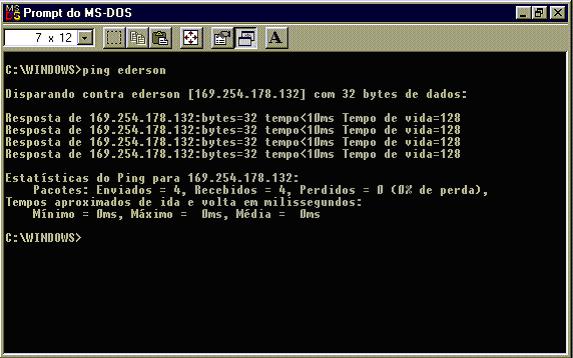 Prompt do MS-DOS
7 x 12
A
C:\WINDOWS>ping ederson
Disparando contra ederson [169.254.178.132] com 32 bytes de dados:
Resposta de 169.254.178.132:bytes=32 tempo<10ms Tempo de vida=128
Resposta de 169.254.178.132:bytes=32 tempo<10ms Tempo de vida=128
Resposta de 169.254.178.132:bytes=32 tempo<10ms Tempo de vida=128
Resposta de 169.254.178.132:bytes=32 tempo<10ms Tempo de vida=128
Estatísticas do Ping para 169.254.178.132:
Pacotes: Enviados = 4, Recebidos = 4, Perdidos = 0 (0% de perda),
Tempos aproximados de ida e volta em milissegundos:
Mínimo = 0ms, Máximo =  0ms, Média =  0ms
C:\WINDOWS>